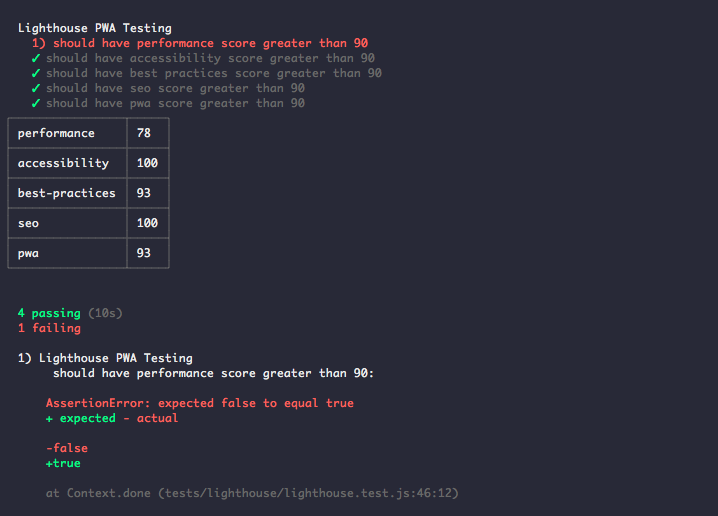 Lighthouse PWA Testing
1) should have performance score greater than 90
✓ should have accessibility score greater than 90
✓ should have best practices score greater than 90
✓ should have seo score greater than 90
✓ should have pwa score greater than 90
performance 78
accessibility 100
best-practices 93
seo 100
pwa 93
4 passing (10s)
1 failing
1) Lighthouse PWA Testing
should have performance score greater than 90:
AssertionError: expected false to equal true
+ expected - actual
-false
+true
at Context.done (tests/lighthouse/lighthouse.test.js:46:12)